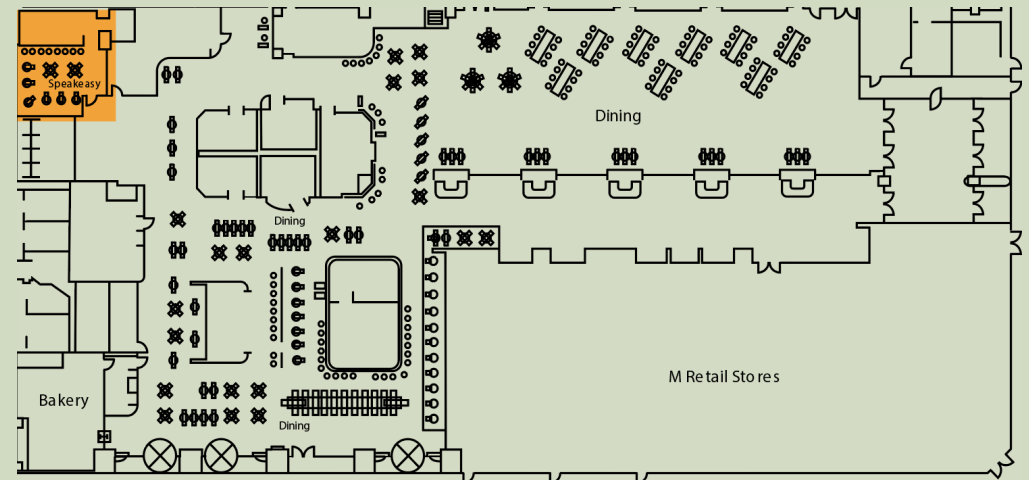 Speakeasy
Dining
Dining
M Retail Stores
Bakery
Dining